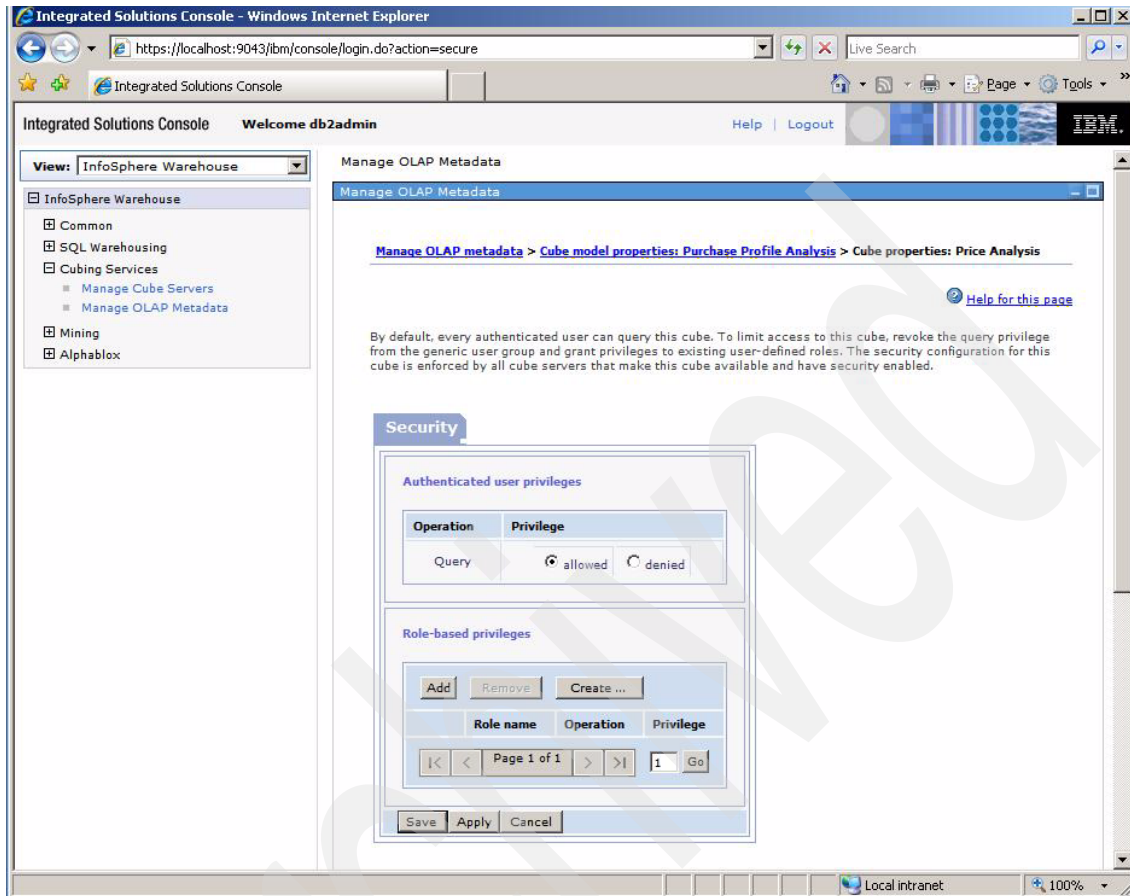 Integrated Solutions Console - Windows Internet Explorer
https://localhost:9043/ibm/console/login.do?action=secure
Live Search
Integrated Solutions Console
Page
Tools
»
Integrated Solutions Console Welcome db2admin
Help | Logout
IBM.
View: InfoSphere Warehouse
InfoSphere Warehouse
Common
SQL Warehousing
Cubing Services
Manage Cube Servers
Manage OLAP Metadata
Mining
Alphablox
Manage OLAP Metadata
Manage OLAP Metadata
Manage OLAP metadata > Cube model properties: Purchase Profile Analysis > Cube properties: Price Analysis
Help for this page
By default, every authenticated user can query this cube. To limit access to this cube, revoke the query privilege
from the generic user group and grant privileges to existing user-defined roles. The security configuration for this
cube is enforced by all cube servers that make this cube available and have security enabled.
Security
Authenticated user privileges
Operation Privilege
Query allowed denied
Role-based privileges
Add Remove Create ...
Role name Operation Privilege
Page 1 of 1 1 Go
Save Apply Cancel
Local intranet
100%